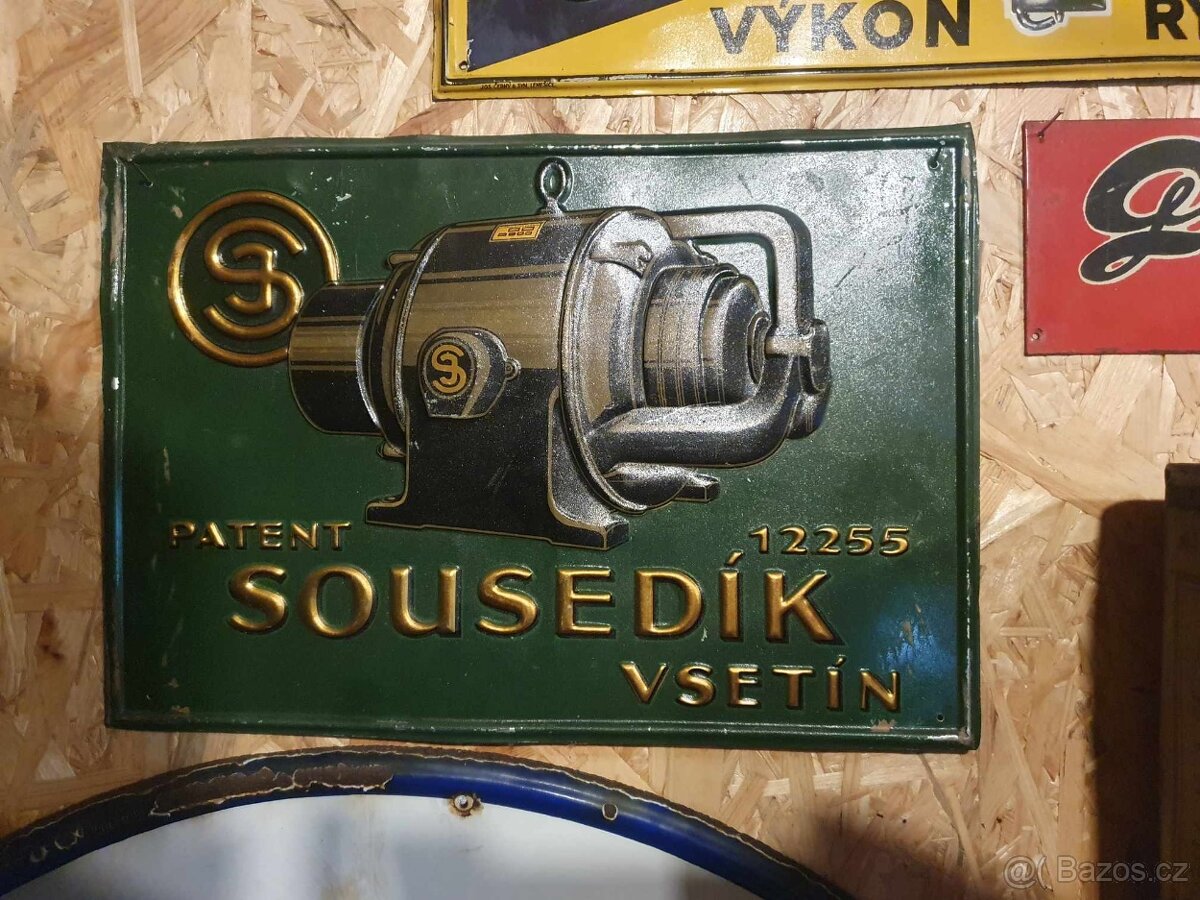 VÝKON
PATENT 12255
SOUSEDÍK
VSETÍN
@( Bazos.cz